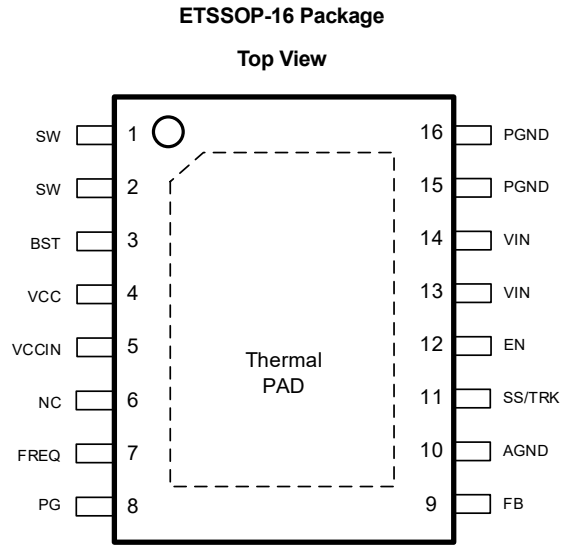 ETSSOP-16 Package
Top View
SW 1 16 PGND
SW 2 15 PGND
BST 3 14 VIN
VCC 4 13 VIN
VCCIN 5 12 EN
Thermal
PAD
NC 6 11 SS/TRK
FREQ 7 10 AGND
PG 8 9 FB